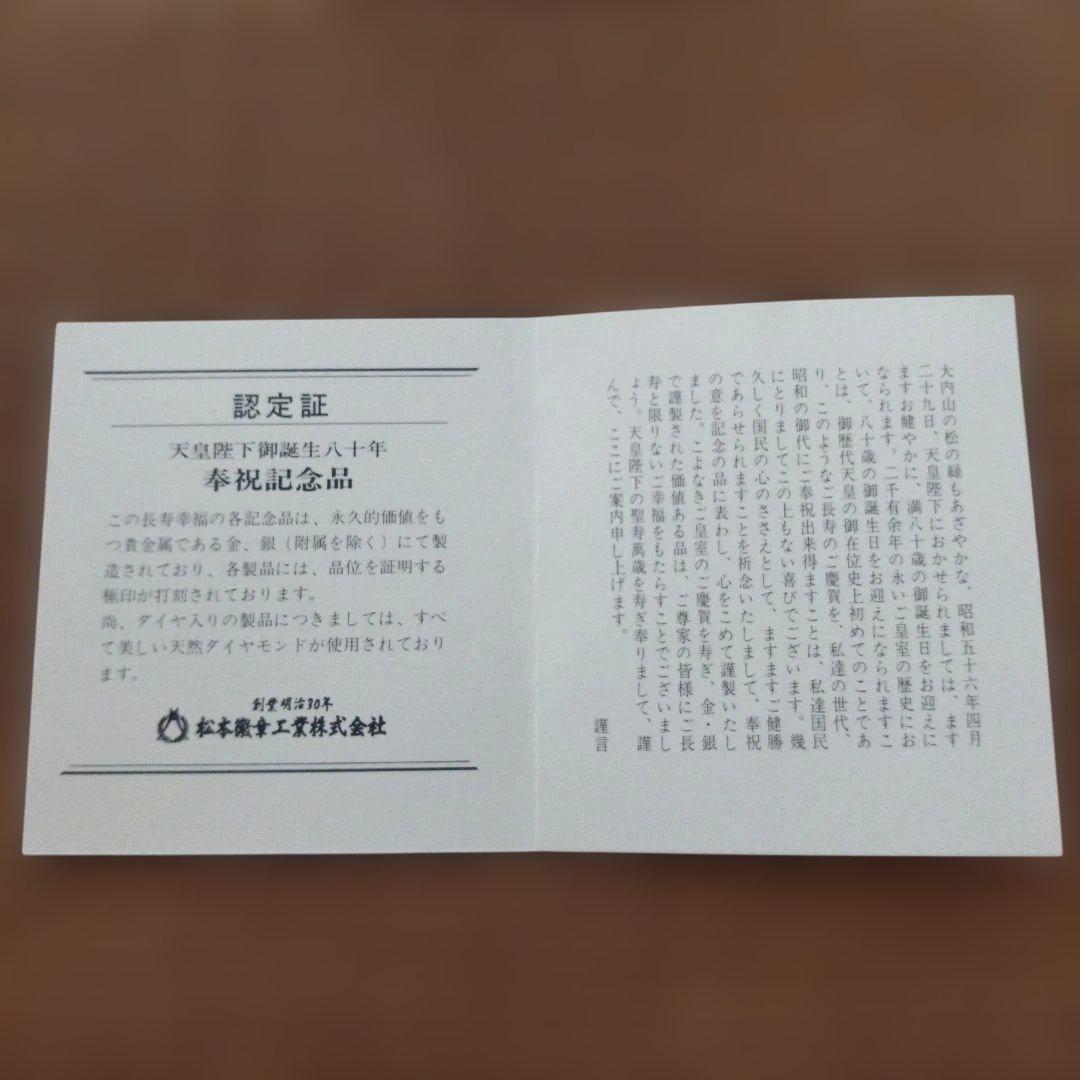 認定証
天皇陛下御誕生八十年
奉祝記念品
この長寿幸福の各記念品は、永久的価値をも
つ貴金属である金、銀（附属を除く）にて製
造されており、各製品には、品位を証明する
極印が打刻されております。
尚、ダイヤ入りの製品につきましては、すべ
て美しい天然ダイヤモンドが使用されており
ます。
創業明治30年
松本徽章工業株式会社
大内山の松の緑もあざやかな、昭和五十六年四月
二十九日、天皇陛下におかせられましては、ます
ますお健やかに、満八十歳の御誕生日をお迎えに
なられます。二千有余年の永いご皇室の歴史にお
いて、八十歳の御誕生日をお迎えになられますこ
とは、御歴代天皇の御在位史上初めてのことであ
り、このようなご長寿のご慶賀を、私達の世代、
昭和の御代にご奉祝出来得ますことは、私達国民
にとりましてこの上もない喜びでございます。幾
久しく国民の心のささえとして、ますますご健勝
であらせられますことを祈念いたしまして、奉祝
の意を記念の品に表わし、心をこめて謹製いたし
ました。こよなきご皇室のご慶賀を寿ぎ、金・銀
で謹製された価値ある品は、ご尊家の皆様にご長
寿と限りないご幸福をもたらすことでございまし
ょう。天皇陛下の聖寿萬歳を寿ぎ奉りまして、謹
んで、ここにご案内申し上げます。
謹言